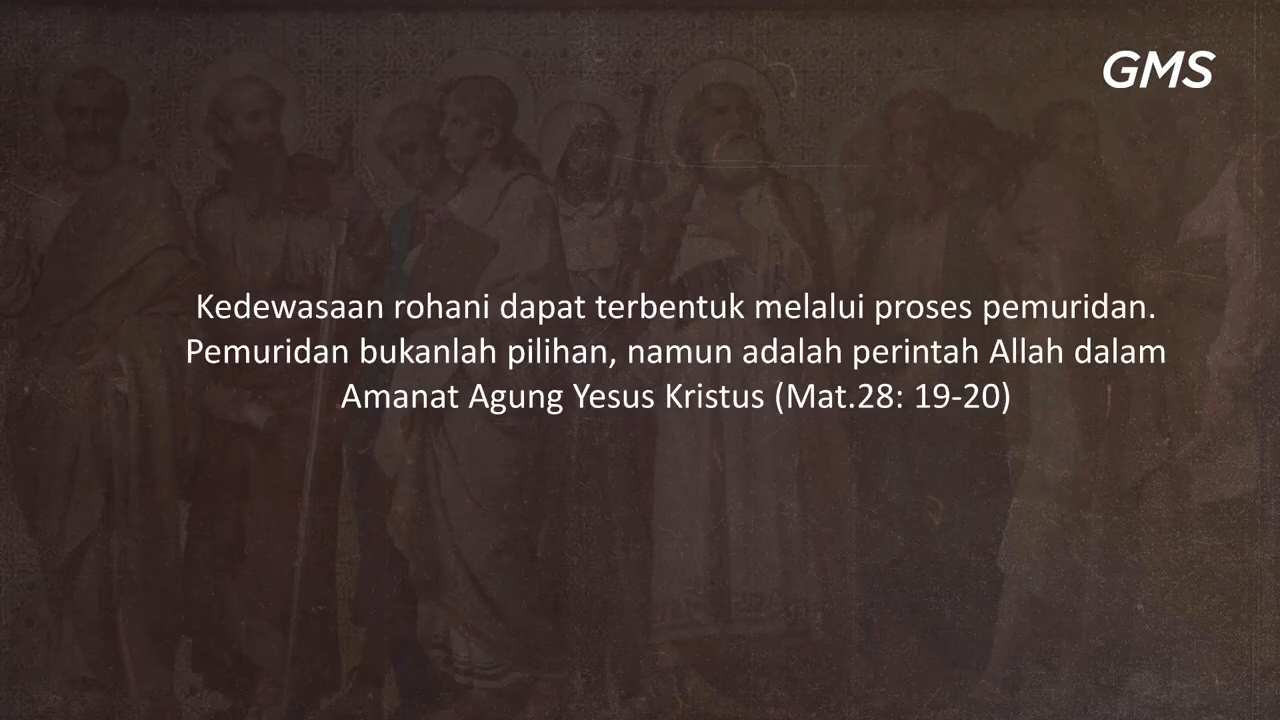 GMS
Kedewasaan rohani dapat terbentuk melalui proses pemuridan.
Pemuridan bukanlah pilihan, namun adalah perintah Allah dalam
Amanat Agung Yesus Kristus (Mat.28: 19-20)